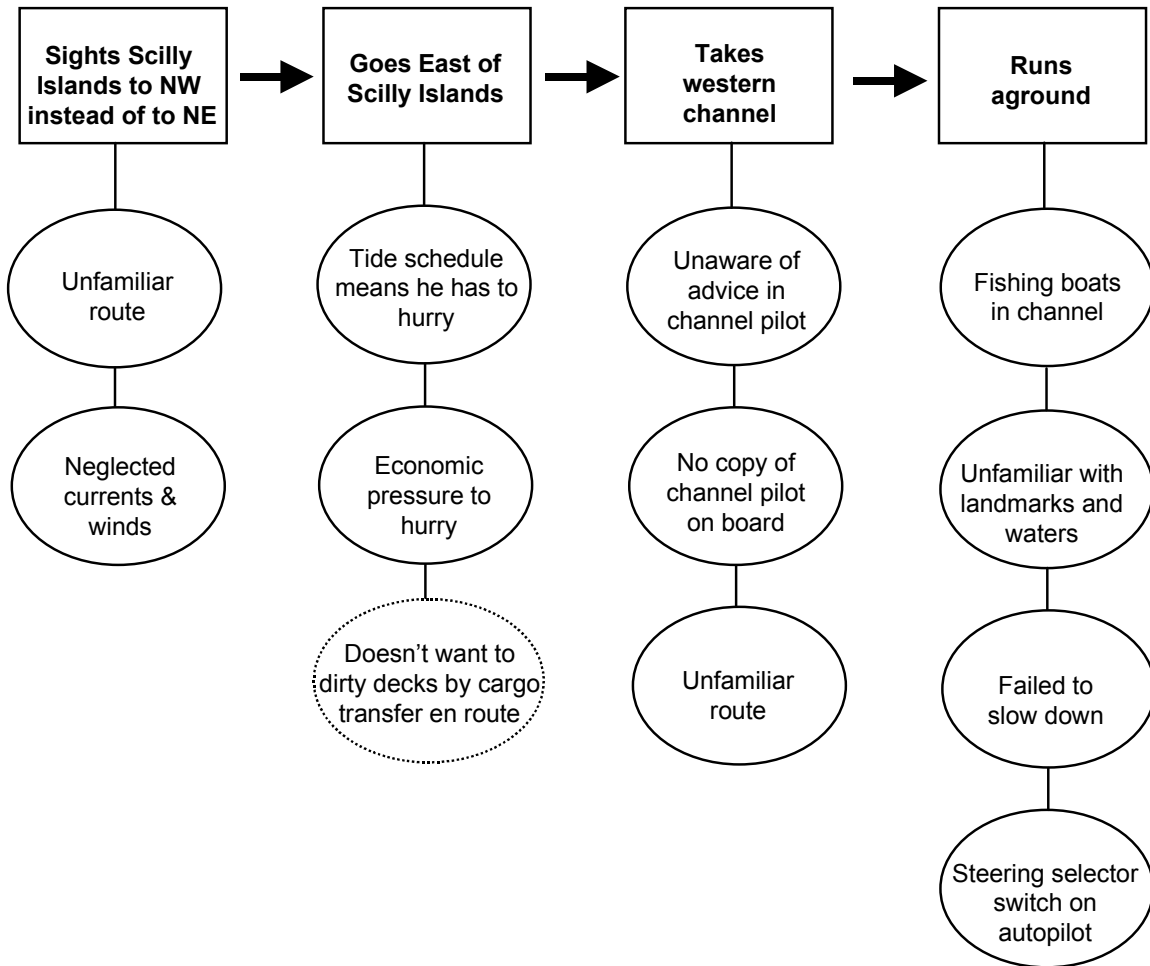 Sights Scilly
Islands to NW
instead of to NE
Goes East of
Scilly Islands
Takes
western
channel
Runs
aground
Unfamiliar
route
Neglected
currents &
winds
Tide schedule
means he has to
hurry
Economic
pressure to
hurry
Doesn’t want to
dirty decks by cargo
transfer en route
Unaware of
advice in
channel pilot
No copy of
channel pilot
on board
Unfamiliar
route
Fishing boats
in channel
Unfamiliar with
landmarks and
waters
Failed to
slow down
Steering selector
switch on
autopilot